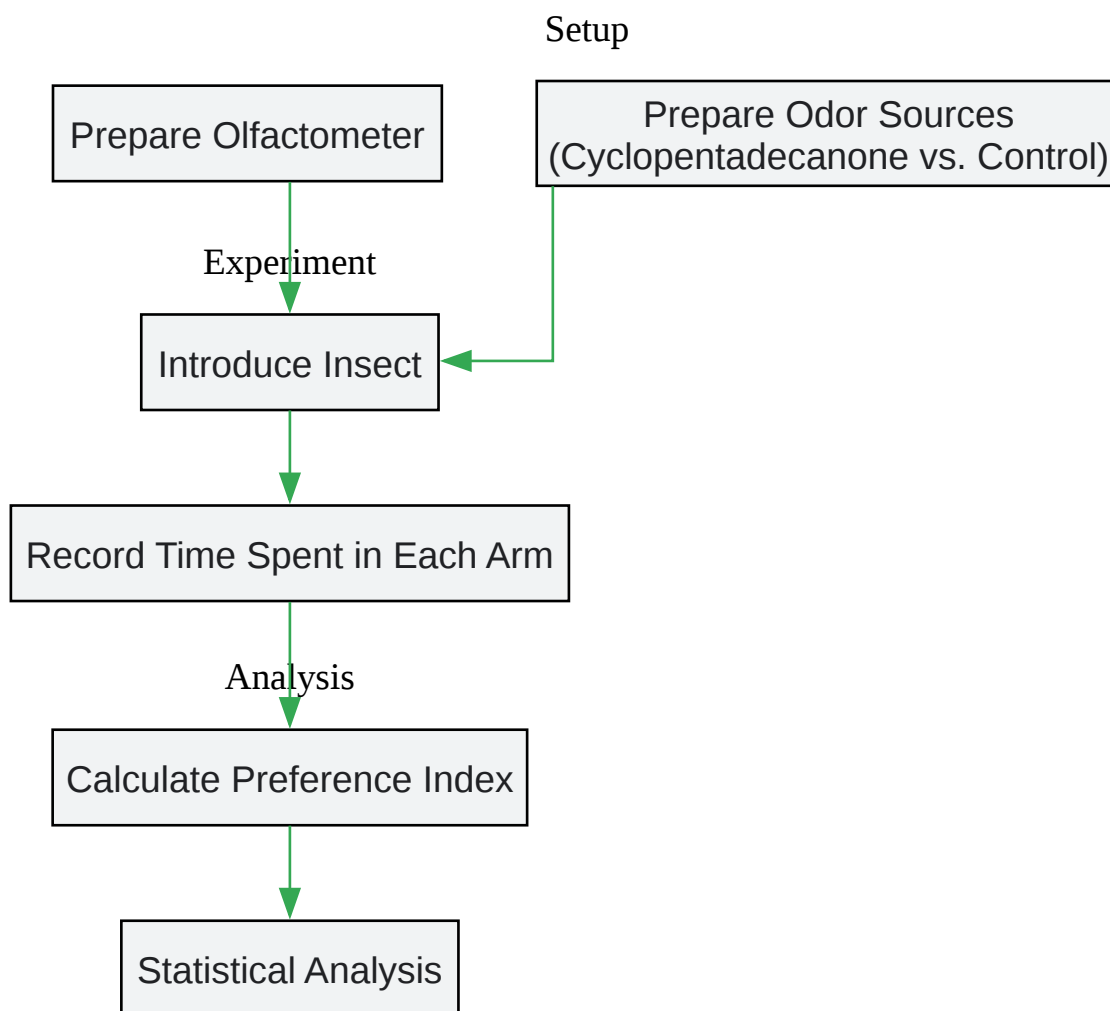 Setup
Prepare Olfactometer
Prepare Odor Sources
(Cyclopentadecanone vs. Control)
Experiment
Introduce Insect
Record Time Spent in Each Arm
Analysis
Calculate Preference Index
Statistical Analysis